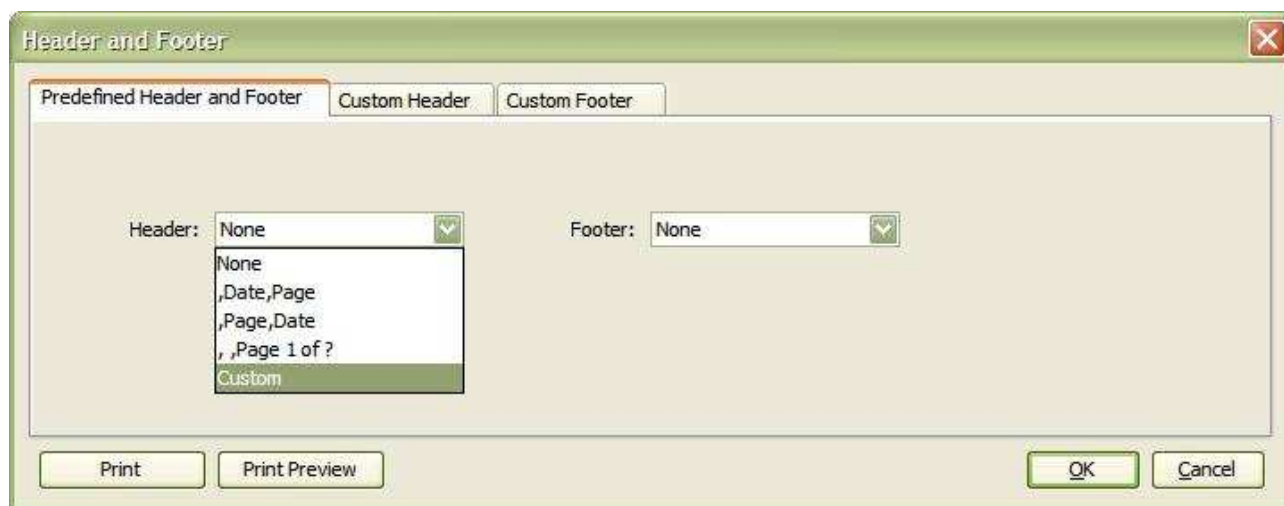 Header and Footer
Predefined Header and Footer Custom Header Custom Footer
Header: None Footer: None
None
,Date,Page
,Page,Date
, ,Page 1 of ?
Custom
Print Print Preview OK Cancel